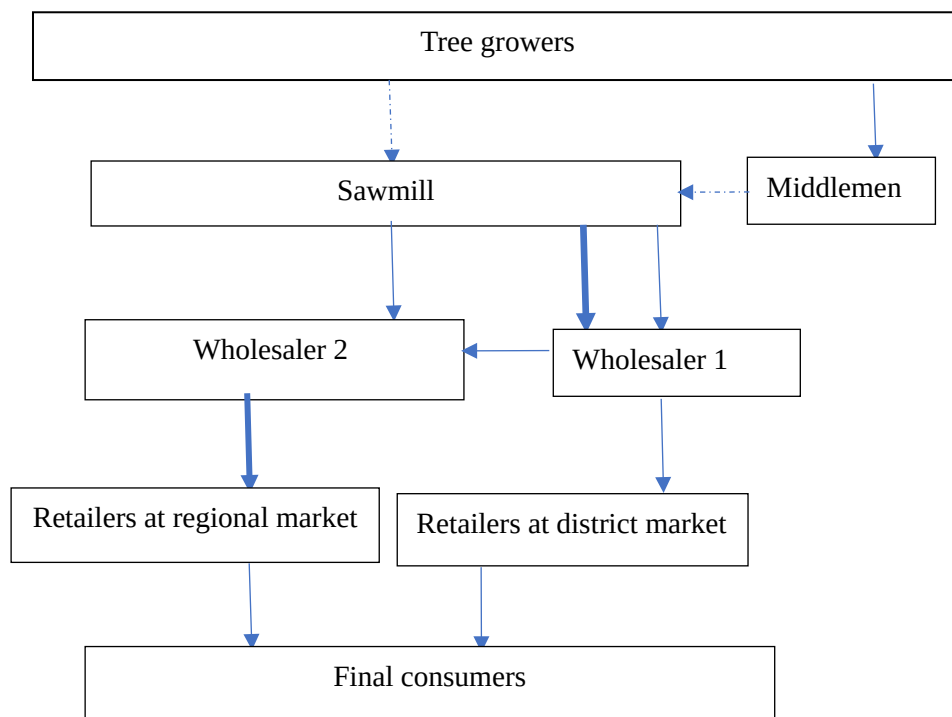 Tree growers
Sawmill
Middlemen
Wholesaler 2
Wholesaler 1
Retailers at regional market
Retailers at district market
Final consumers